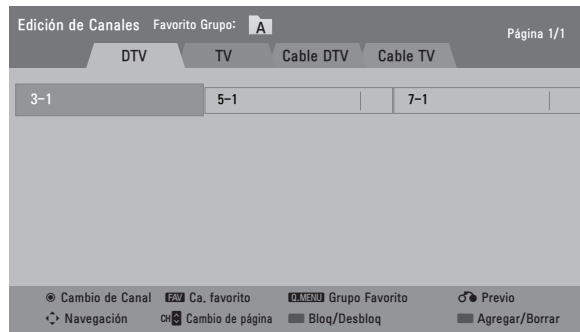 Edición de Canales Favorito Grupo: A Página 1/1
DTV TV Cable DTV Cable TV
3-1 5-1 7-1
Cambio de Canal FAV Ca. favorito Q.MENU Grupo Favorito Previo
Navegación CH Cambio de página Bloq/Desbloq Agregar/Borrar